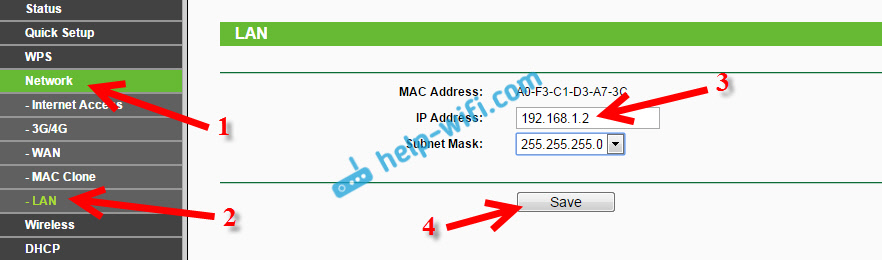 Status
Quick Setup
WPS
Network
- Internet Access
- 3G/4G
- WAN
- MAC Clone
- LAN
Wireless
DHCP
1
2
LAN
MAC Address: A0-F3-C1-D3-A7-3C
IP Address: 192.168.1.2
Subnet Mask: 255.255.255.0
3
Save
4
help-wifi.com